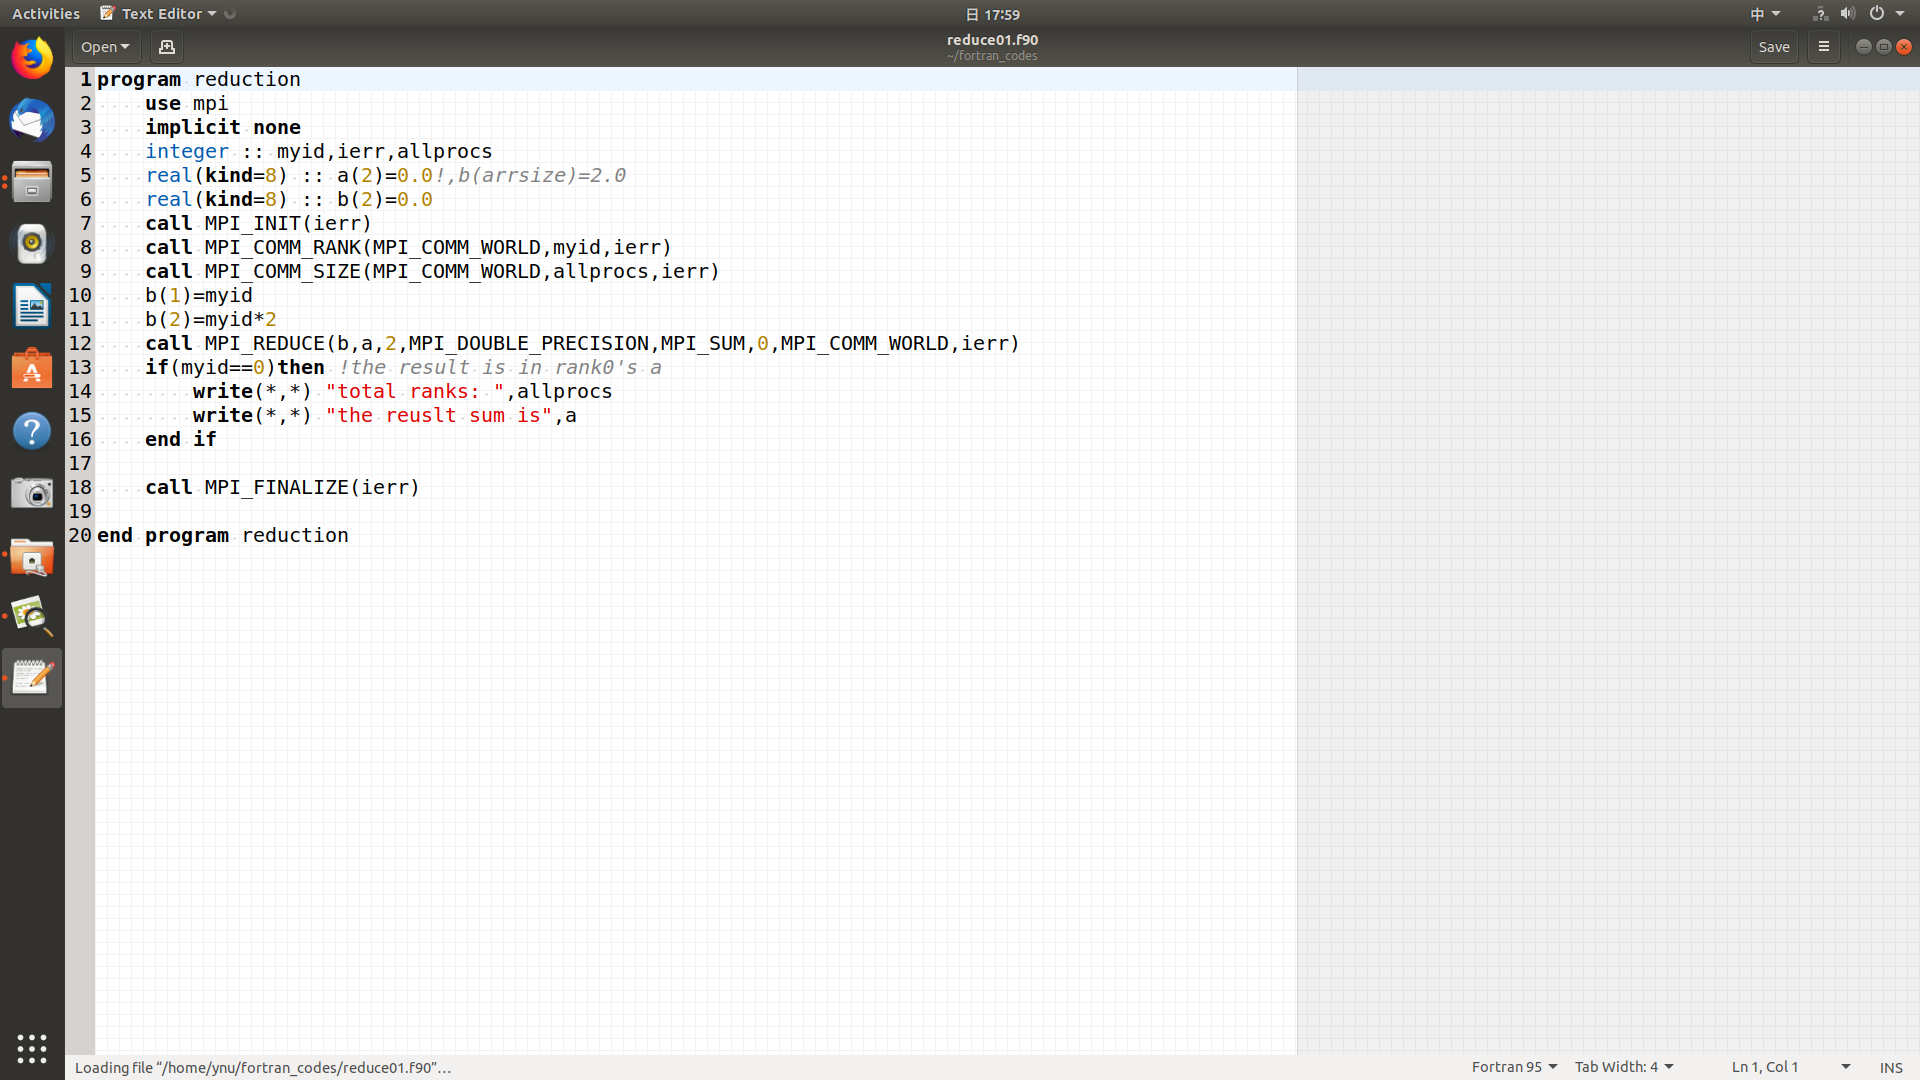 Activities Text Editor 日 17:59 中
Open reduce01.f90 Save
~/fortran_codes
1 program reduction
2 use mpi
3 implicit none
4 integer :: myid,ierr,allprocs
5 real(kind=8) :: a(2)=0.0!,b(arrsize)=2.0
6 real(kind=8) :: b(2)=0.0
7 call MPI_INIT(ierr)
8 call MPI_COMM_RANK(MPI_COMM_WORLD,myid,ierr)
9 call MPI_COMM_SIZE(MPI_COMM_WORLD,allprocs,ierr)
10 b(1)=myid
11 b(2)=myid*2
12 call MPI_REDUCE(b,a,2,MPI_DOUBLE_PRECISION,MPI_SUM,0,MPI_COMM_WORLD,ierr)
13 if(myid==0)then !the result is in rank0's a
14 write(*,*) "total ranks: ",allprocs
15 write(*,*) "the reuslt sum is",a
16 end if
17
18 call MPI_FINALIZE(ierr)
19
20 end program reduction
Loading file “/home/ynu/fortran_codes/reduce01.f90”… Fortran 95 Tab Width: 4 Ln 1, Col 1 INS